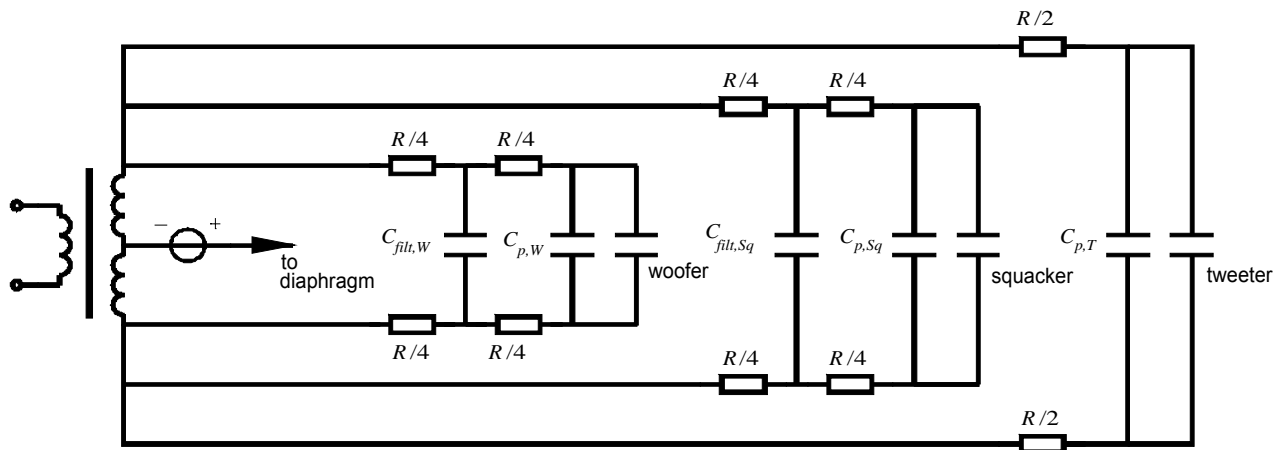 R/2
R/4 R/4
R/4 R/4
− +
C_filt,W C_p,W C_filt,Sq C_p,Sq C_p,T
to
diaphragm
woofer squacker tweeter
R/4 R/4 R/4 R/4
R/2